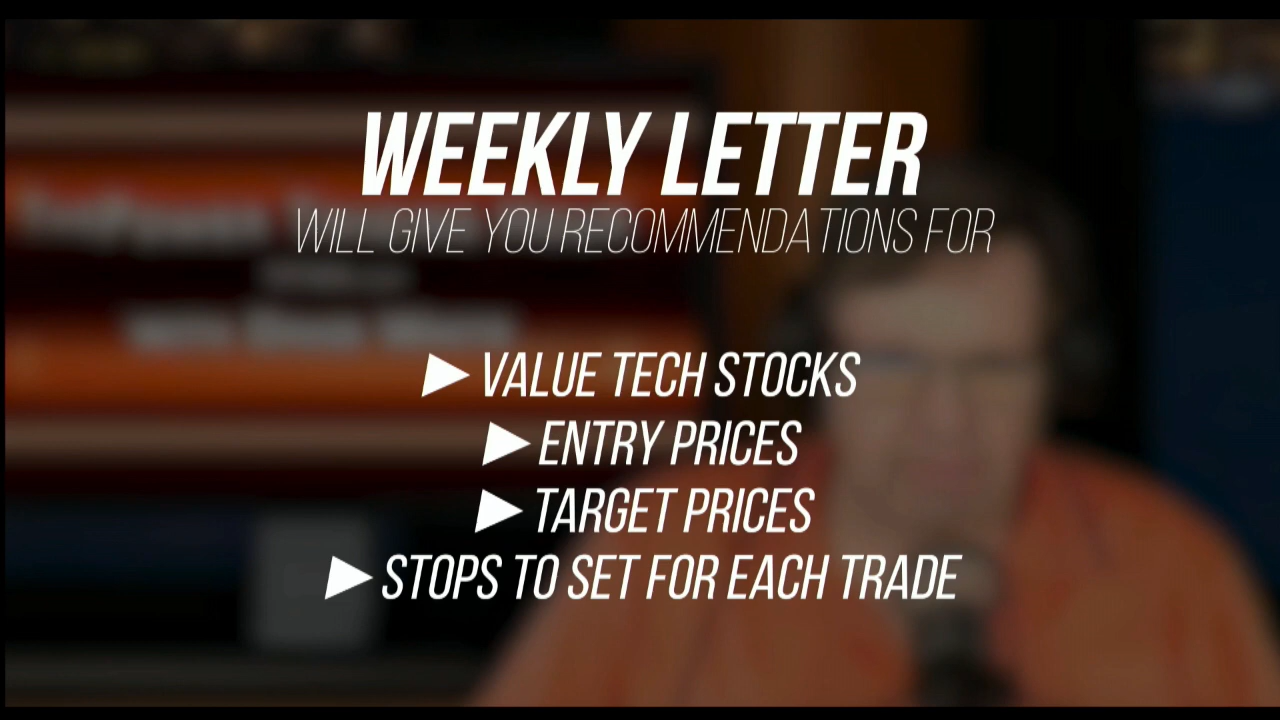 WEEKLY LETTER
WILL GIVE YOU RECOMMENDATIONS FOR
▶ VALUE TECH STOCKS
▶ ENTRY PRICES
▶ TARGET PRICES
▶ STOPS TO SET FOR EACH TRADE